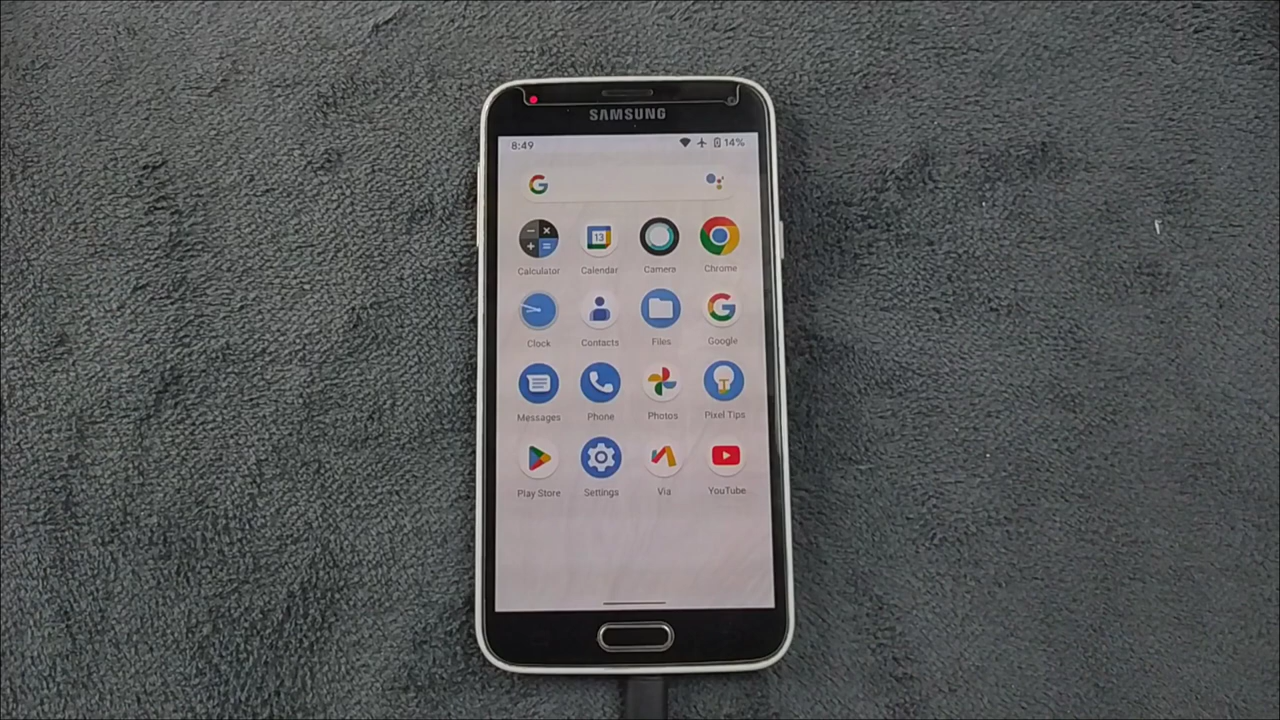 SAMSUNG
8:49 14%
Calculator Calendar Camera Chrome
Clock Contacts Files Google
Messages Phone Photos Pixel Tips
Play Store Settings Via YouTube